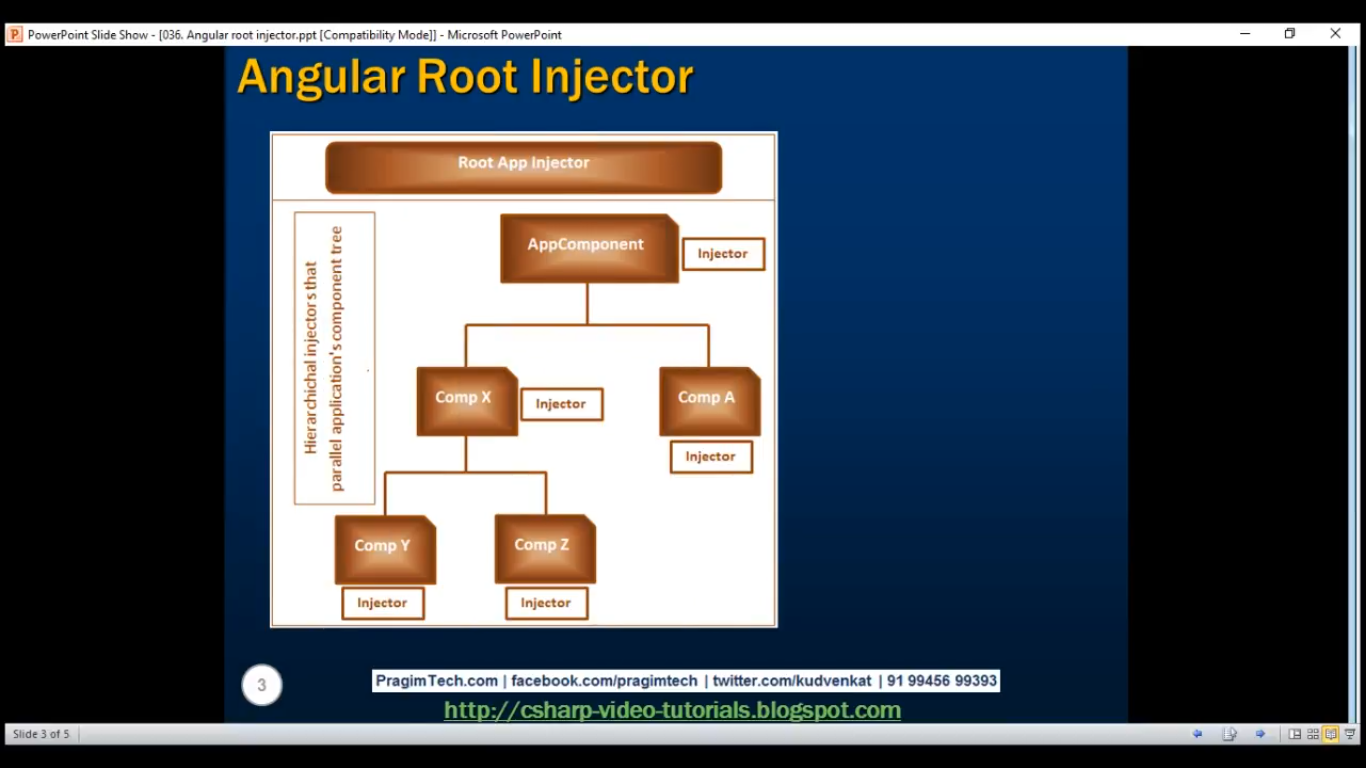 PowerPoint Slide Show - [036. Angular root injector.ppt [Compatibility Mode]] - Microsoft PowerPoint
Angular Root Injector
Root App Injector
Hierarchichal injectors that
parallel application's component tree
AppComponent
Injector
Comp X
Injector
Comp A
Injector
Comp Y
Injector
Comp Z
Injector
3
PragimTech.com | facebook.com/pragimtech | twitter.com/kudvenkat | 91 99456 99393
http://csharp-video-tutorials.blogspot.com
Slide 3 of 5